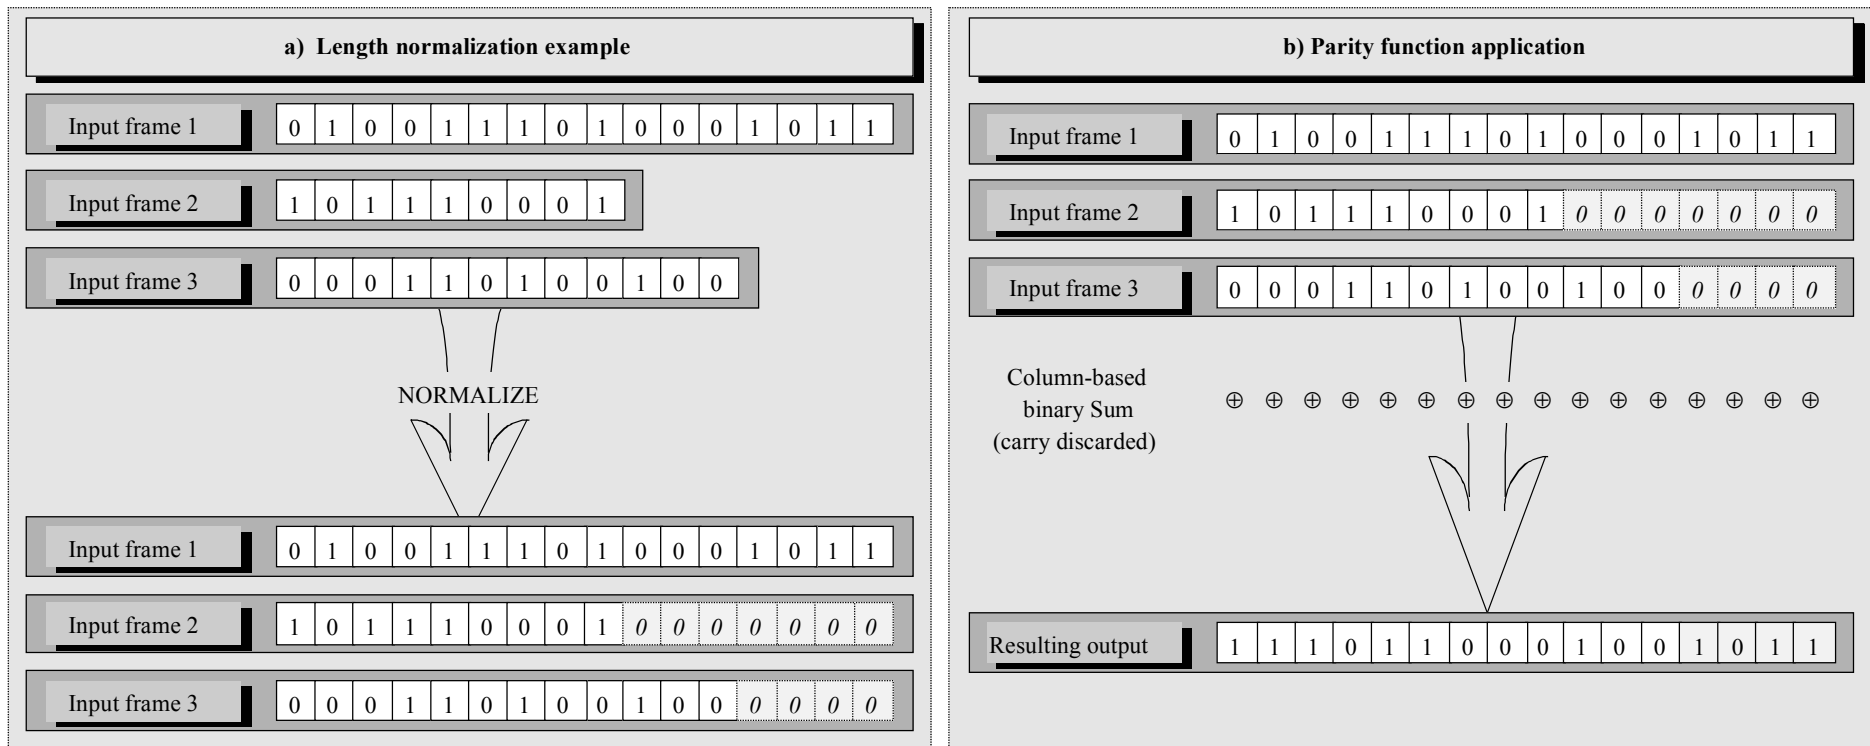 a) Length normalization example
Input frame 1 0 1 0 0 1 1 1 0 1 0 0 0 1 0 1 1
Input frame 2 1 0 1 1 1 0 0 0 1
Input frame 3 0 0 0 1 1 0 1 0 0 1 0 0
NORMALIZE
Input frame 1 0 1 0 0 1 1 1 0 1 0 0 0 1 0 1 1
Input frame 2 1 0 1 1 1 0 0 0 1 0 0 0 0 0 0 0
Input frame 3 0 0 0 1 1 0 1 0 0 1 0 0 0 0 0 0
b) Parity function application
Input frame 1 0 1 0 0 1 1 1 0 1 0 0 0 1 0 1 1
Input frame 2 1 0 1 1 1 0 0 0 1 0 0 0 0 0 0 0
Input frame 3 0 0 0 1 1 0 1 0 0 1 0 0 0 0 0 0
Column-based
binary Sum ⊕ ⊕ ⊕ ⊕ ⊕ ⊕ ⊕ ⊕ ⊕ ⊕ ⊕ ⊕ ⊕ ⊕ ⊕ ⊕
(carry discarded)
Resulting output 1 1 1 0 1 1 0 0 0 1 0 0 1 0 1 1